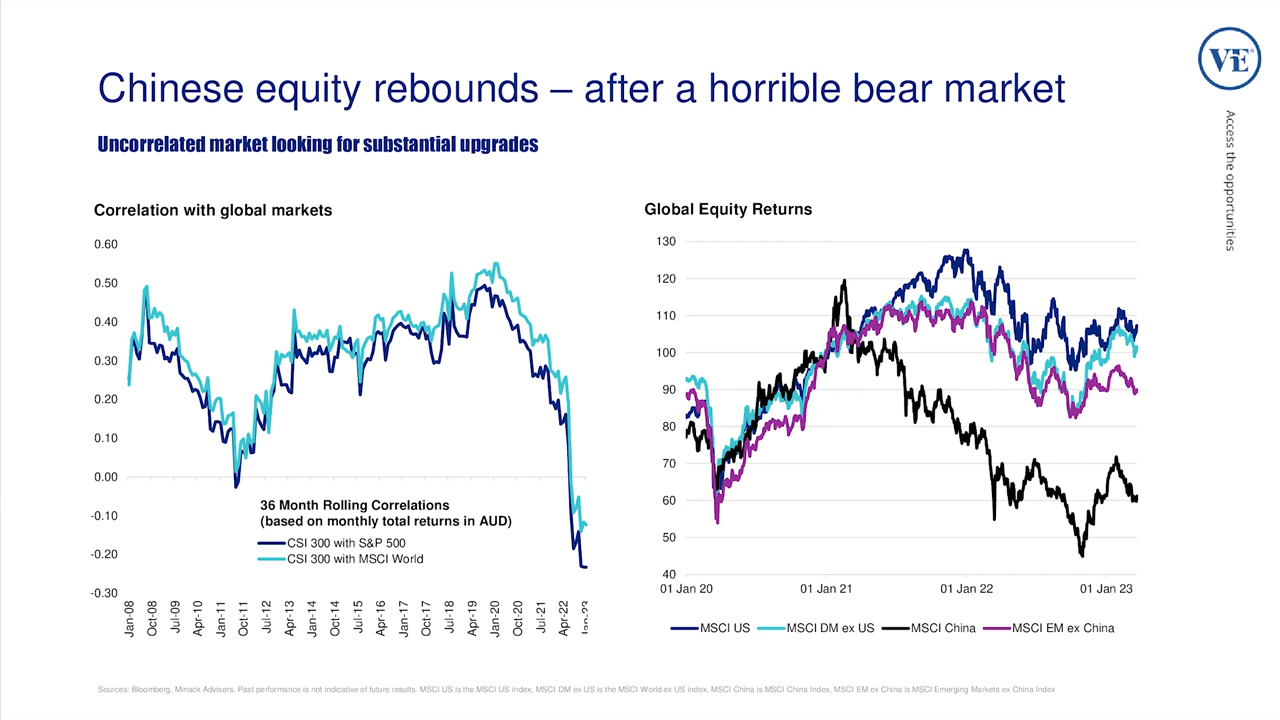 VE®
Access the opportunities
Chinese equity rebounds – after a horrible bear market
Uncorrelated market looking for substantial upgrades
Correlation with global markets
0.60
0.50
0.40
0.30
0.20
0.10
0.00
-0.10
-0.20
-0.30
36 Month Rolling Correlations
(based on monthly total returns in AUD)
CSI 300 with S&P 500
CSI 300 with MSCI World
Jan-08
Oct-08
Jul-09
Apr-10
Jan-11
Oct-11
Jul-12
Apr-13
Jan-14
Oct-14
Jul-15
Apr-16
Jan-17
Oct-17
Jul-18
Apr-19
Jan-20
Oct-20
Jul-21
Apr-22
Jan-23
Global Equity Returns
130
120
110
100
90
80
70
60
50
40
01 Jan 20
01 Jan 21
01 Jan 22
01 Jan 23
MSCI US
MSCI DM ex US
MSCI China
MSCI EM ex China
Sources: Bloomberg, Minack Advisers. Past performance is not indicative of future results. MSCI US is the MSCI US index, MSCI DM ex US is the MSCI World ex US index, MSCI China is MSCI China Index, MSCI EM ex China is MSCI Emerging Markets ex China Index